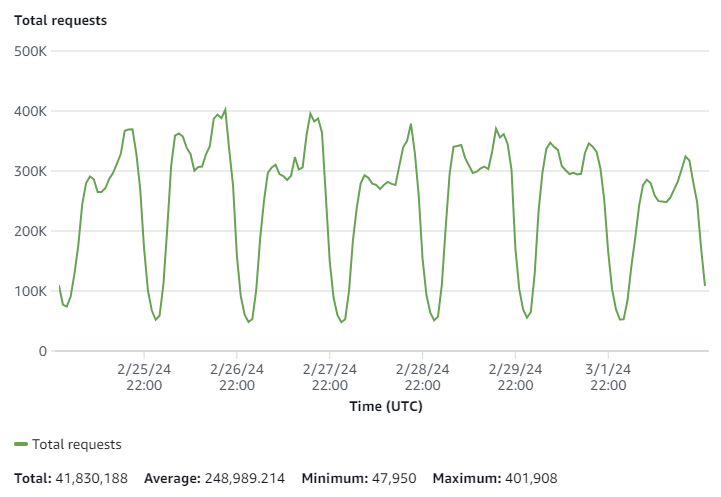 Total requests
500K
400K
300K
200K
100K
0
2/25/24 2/26/24 2/27/24 2/28/24 2/29/24 3/1/24
22:00 22:00 22:00 22:00 22:00 22:00
Time (UTC)
Total requests
Total: 41,830,188 Average: 248,989.214 Minimum: 47,950 Maximum: 401,908